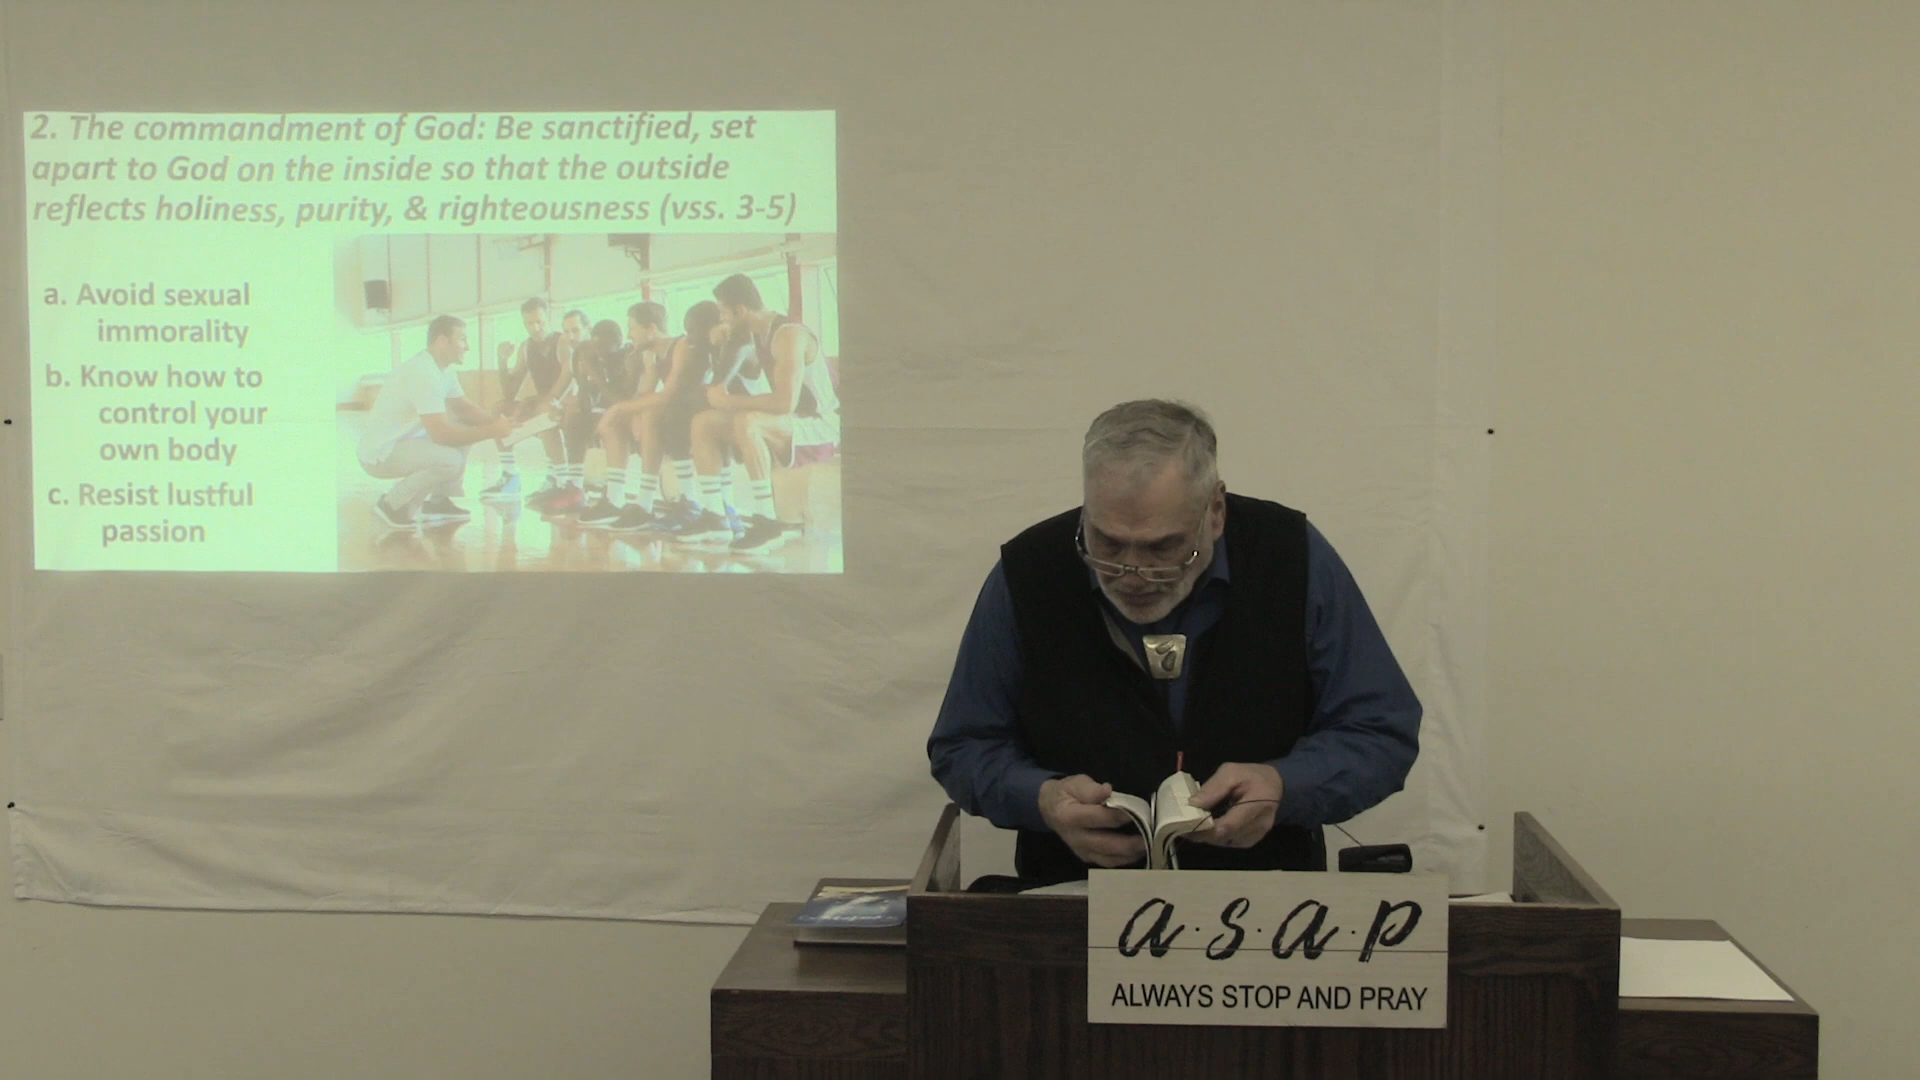 2. The commandment of God: Be sanctified, set
apart to God on the inside so that the outside
reflects holiness, purity, & righteousness (vss. 3-5)
a. Avoid sexual
immorality
b. Know how to
control your
own body
c. Resist lustful
passion
a.s.a.p
ALWAYS STOP AND PRAY